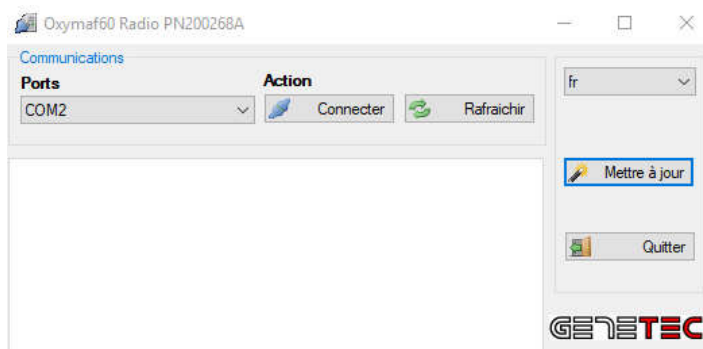 Oxymaf60 Radio PN200268A
Communications
Ports
Action
COM2
Connecter
Rafraichir
fr
Mettre à jour
Quitter
GENETEC